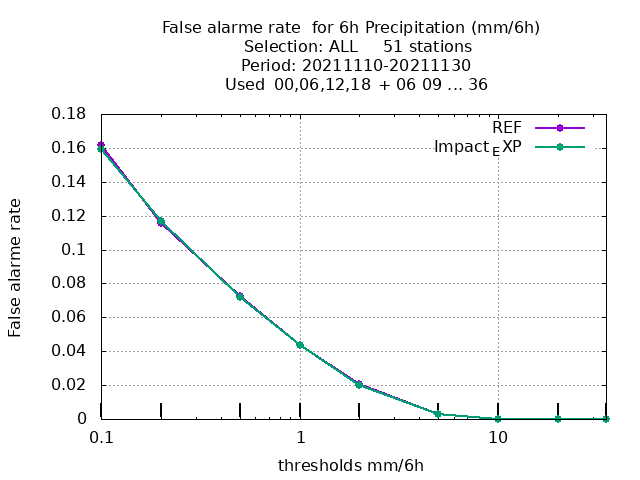 False alarme rate  for 6h Precipitation (mm/6h)
Selection: ALL     51 stations
Period: 20211110-20211130
Used  00,06,12,18  + 06 09 ... 36
REF
Impact_EXP
0.18
0.16
0.14
0.12
0.1
0.08
0.06
0.04
0.02
0
False alarme rate
0.1
1
10
thresholds mm/6h